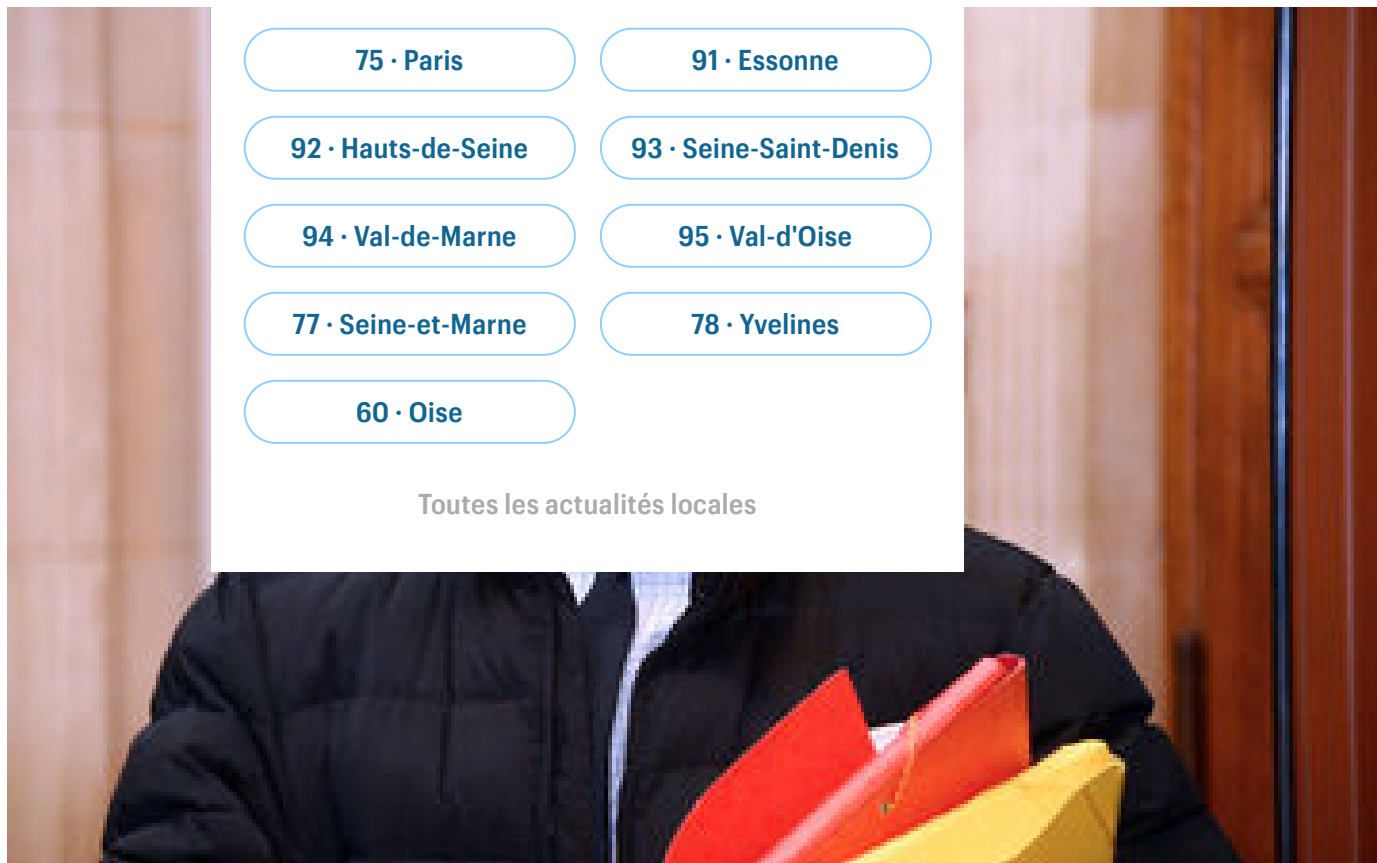 75 · Paris
91 · Essonne
92 · Hauts-de-Seine
93 · Seine-Saint-Denis
94 · Val-de-Marne
95 · Val-d'Oise
77 · Seine-et-Marne
78 · Yvelines
60 · Oise
Toutes les actualités locales